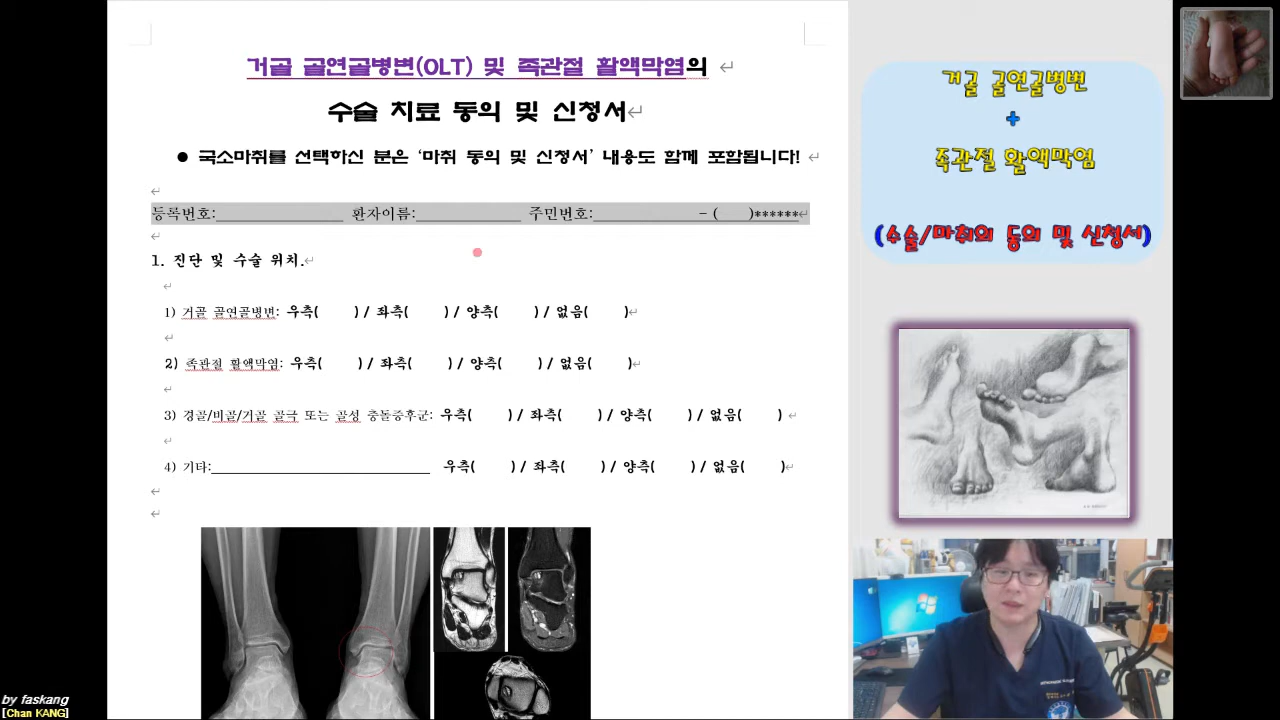 거골 골연골병변(OLT) 및 족관절 활액막염의
수술 치료 동의 및 신청서
● 국소마취를 선택하신 분은 ‘마취 동의 및 신청서’ 내용도 함께 포함됩니다!
등록번호:________________ 환자이름:_____________ 주민번호:_____________ – (    )******
1. 진단 및 수술 위치.
1) 거골 골연골병변: 우측(    ) / 좌측(    ) / 양측(    ) / 없음(    )
2) 족관절 활액막염: 우측(    ) / 좌측(    ) / 양측(    ) / 없음(    )
3) 경골/비골/거골 골극 또는 골성 충돌증후군: 우측(    ) / 좌측(    ) / 양측(    ) / 없음(    )
4) 기타:____________________________ 우측(    ) / 좌측(    ) / 양측(    ) / 없음(    )
거골 골연골병변
+
족관절 활액막염
(수술/마취의 동의 및 신청서)
by faskang
[Chan KANG]